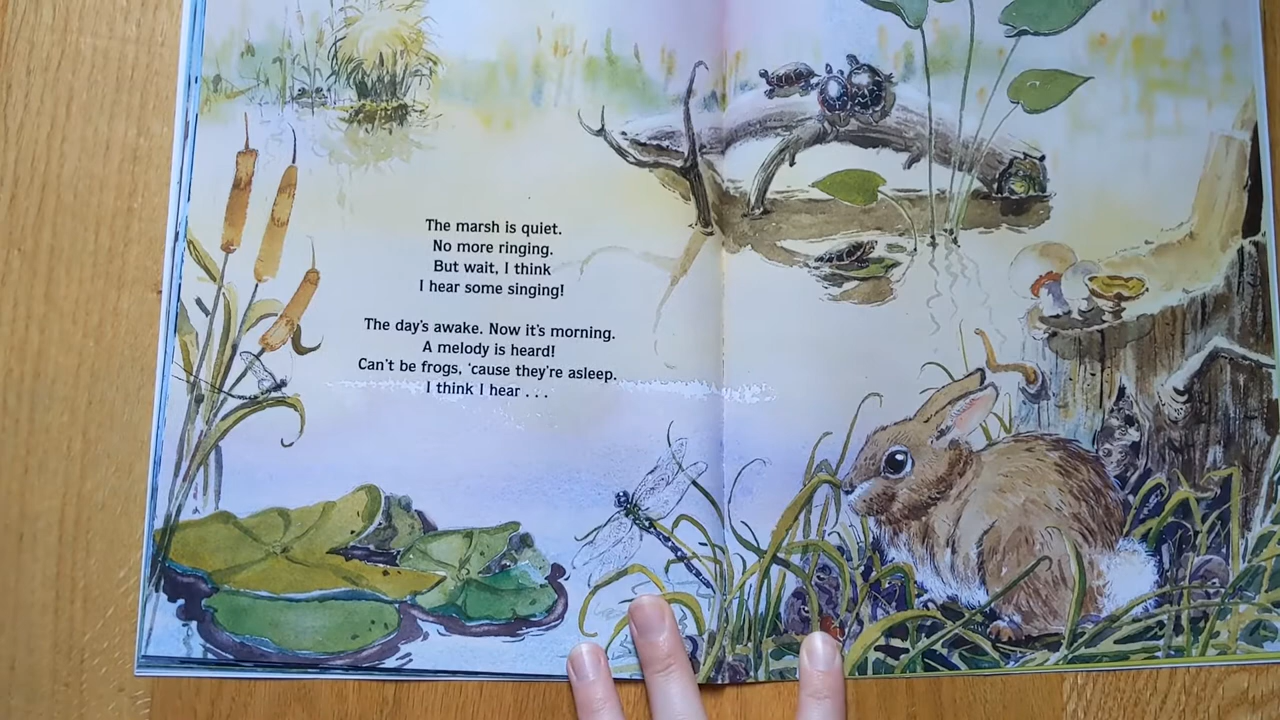 The marsh is quiet.
No more ringing.
But wait, I think
I hear some singing!
The day's awake. Now it's morning.
A melody is heard!
Can't be frogs, 'cause they're asleep.
I think I hear . . .